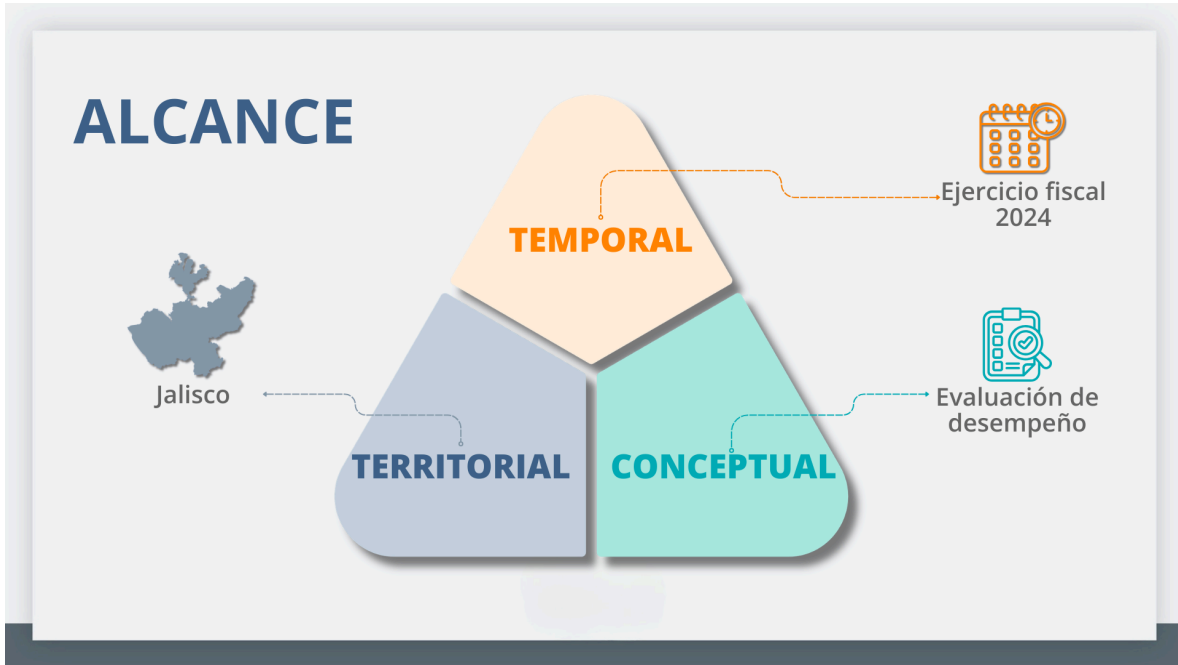 ALCANCE
TEMPORAL
Ejercicio fiscal
2024
Jalisco
TERRITORIAL
CONCEPTUAL
Evaluación de
desempeño